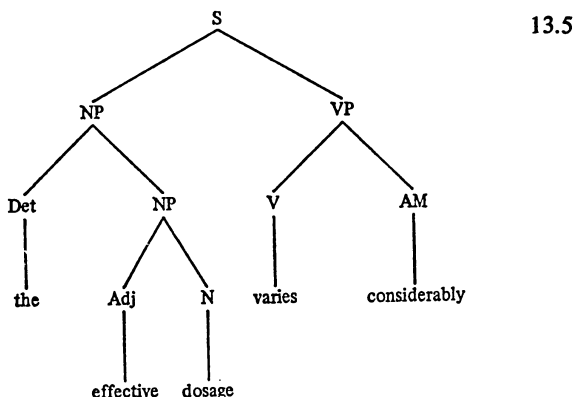 S 13.5
NP VP
Det NP V AM
the Adj N varies considerably
effective dosage